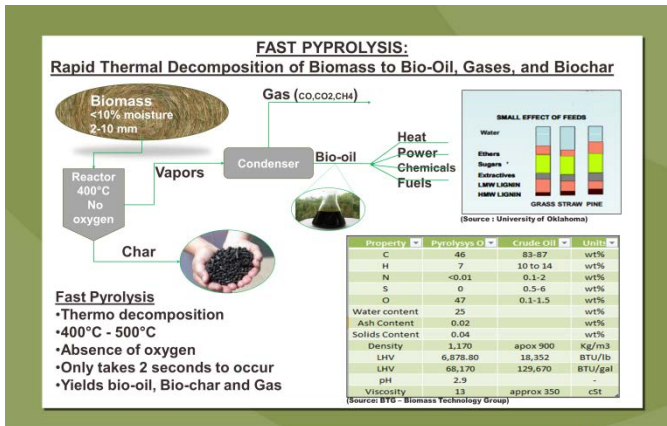 FAST PYPROLYSIS:
Rapid Thermal Decomposition of Biomass to Bio-Oil, Gases, and Biochar
Biomass
<10% moisture
2-10 mm
Gas (CO,CO2,CH4)
Reactor
400°C
No
oxygen
Vapors
Condenser
Bio-oil
Heat
Power
Chemicals
Fuels
Char
SMALL EFFECT OF FEEDS
Water
Ethers
Sugars
Extractives
LMW LIGNIN
HMW LIGNIN
GRASS STRAW PINE
(Source : University of Oklahoma)
Fast Pyrolysis
•Thermo decomposition
•400°C - 500°C
•Absence of oxygen
•Only takes 2 seconds to occur
•Yields bio-oil, Bio-char and Gas
Property Pyrolysys O Crude Oil Units
C 46 83-87 wt%
H 7 10 to 14 wt%
N <0.01 0.1-2 wt%
S 0 0.5-6 wt%
O 47 0.1-1.5 wt%
Water content 25 wt%
Ash Content 0.02 wt%
Solids Content 0.04 wt%
Density 1,170 apox 900 Kg/m3
LHV 6,878.80 18,352 BTU/lb
LHV 68,170 129,670 BTU/gal
pH 2.9 -
Viscosity 13 approx 350 cSt
(Source: BTG – Biomass Technology Group)